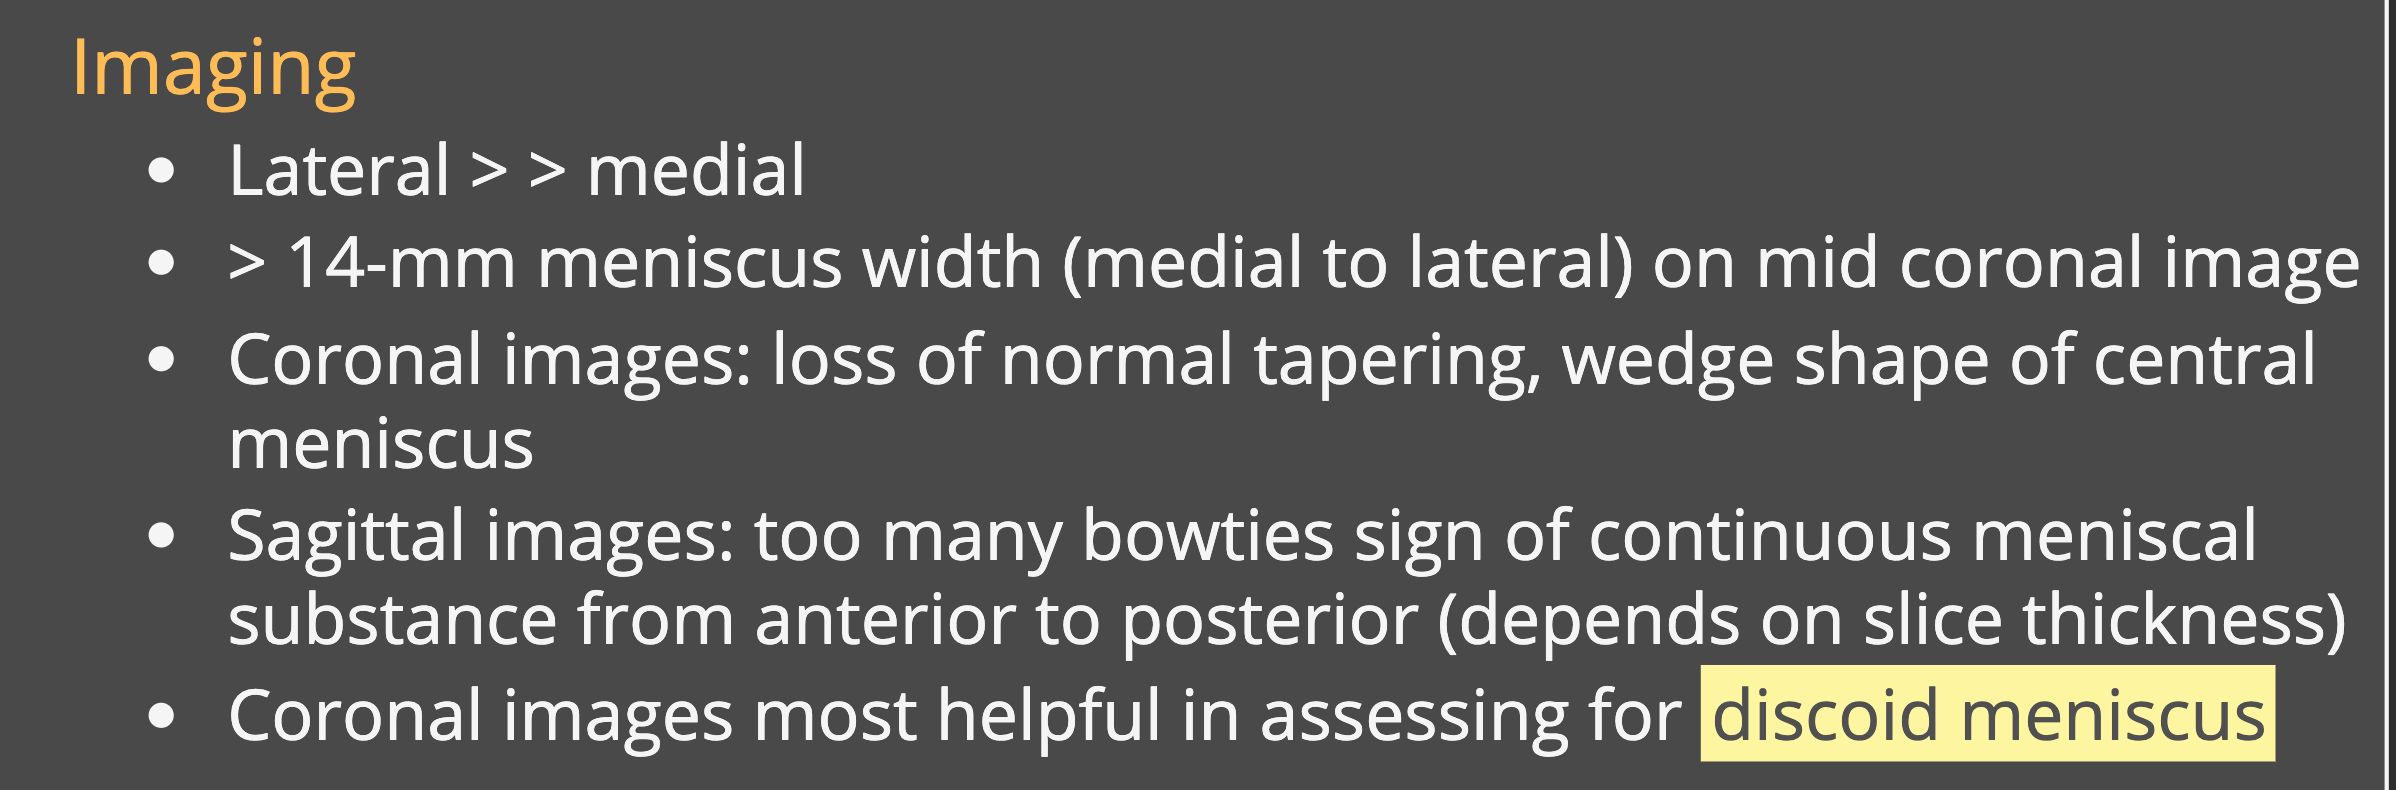 Imaging
• Lateral > > medial
• > 14-mm meniscus width (medial to lateral) on mid coronal image
• Coronal images: loss of normal tapering, wedge shape of central
meniscus
• Sagittal images: too many bowties sign of continuous meniscal
substance from anterior to posterior (depends on slice thickness)
• Coronal images most helpful in assessing for discoid meniscus